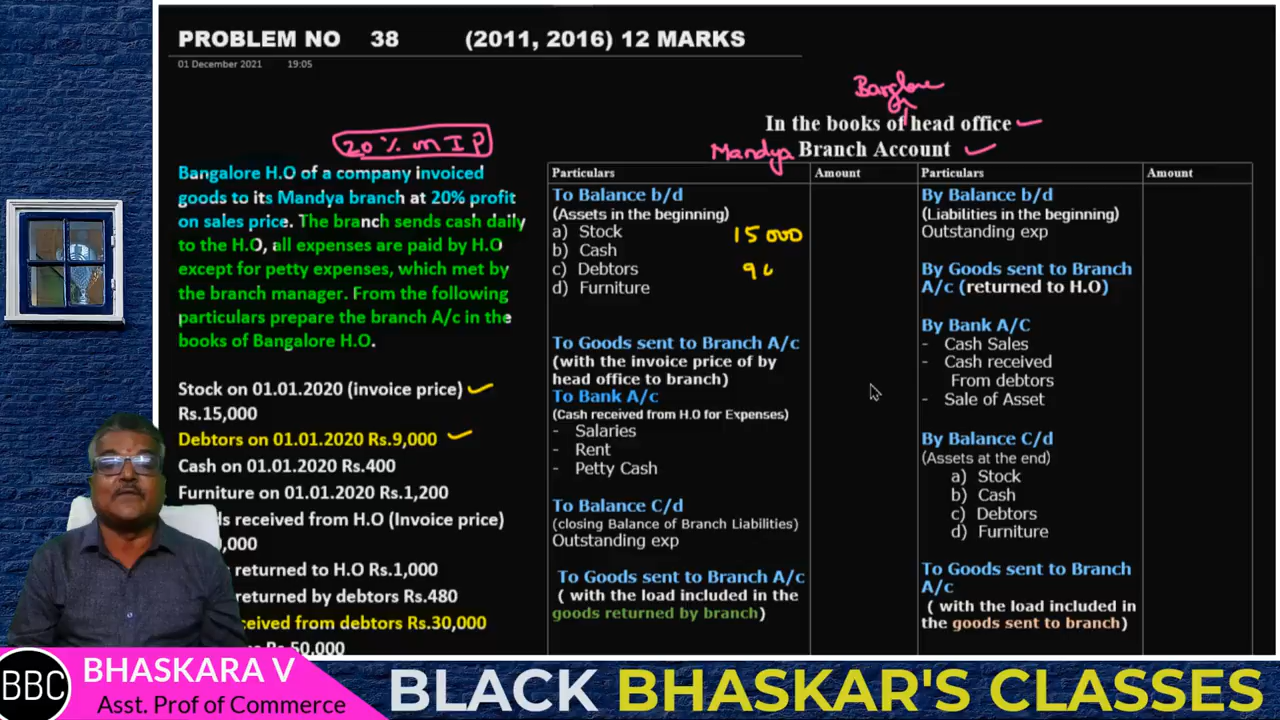 PROBLEM NO 38 (2011, 2016) 12 MARKS
01 December 2021 19:05
20% on I P
Bangalore H.O of a company invoiced
goods to its Mandya branch at 20% profit
on sales price. The branch sends cash daily
to the H.O, all expenses are paid by H.O
except for petty expenses, which met by
the branch manager. From the following
particulars prepare the branch A/c in the
books of Bangalore H.O.
Stock on 01.01.2020 (invoice price)
Rs.15,000
Debtors on 01.01.2020 Rs.9,000
Cash on 01.01.2020 Rs.400
Furniture on 01.01.2020 Rs.1,200
received from H.O (Invoice price)
returned to H.O Rs.1,000
returned by debtors Rs.480
from debtors Rs.30,000
Rs.50,000
In the books of head office
Mandya Branch Account
Particulars Amount Particulars Amount
To Balance b/d
(Assets in the beginning)
a) Stock 15000
b) Cash
c) Debtors
d) Furniture
To Goods sent to Branch A/c
(with the invoice price of by
head office to branch)
To Bank A/c
(Cash received from H.O for Expenses)
- Salaries
- Rent
- Petty Cash
To Balance C/d
(closing Balance of Branch Liabilities)
Outstanding exp
To Goods sent to Branch A/c
( with the load included in the
goods returned by branch)
By Balance b/d
(Liabilities in the beginning)
Outstanding exp
By Goods sent to Branch
A/c (returned to H.O)
By Bank A/C
- Cash Sales
- Cash received
From debtors
- Sale of Asset
By Balance C/d
(Assets at the end)
a) Stock
b) Cash
c) Debtors
d) Furniture
To Goods sent to Branch
A/c
( with the load included in
the goods sent to branch)
BBC
BHASKARA V
Asst. Prof of Commerce
BLACK BHASKAR'S CLASSES